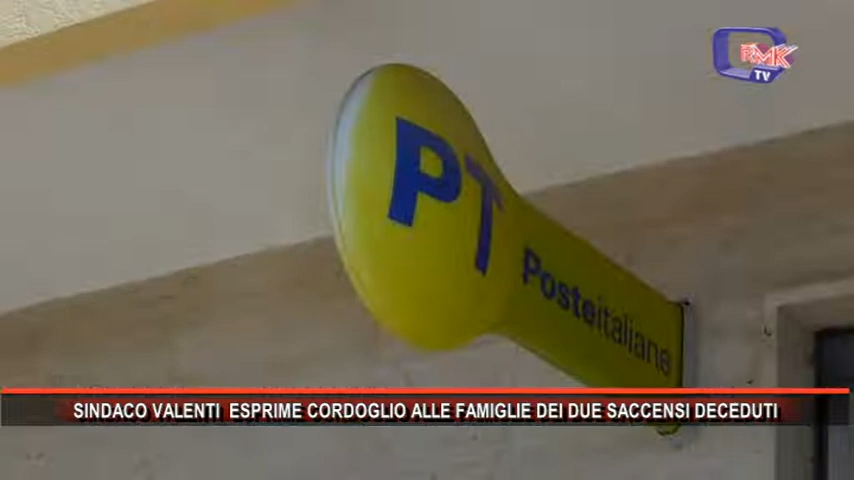 RMK
TV
PT
Posteitaliane
SINDACO VALENTI ESPRIME CORDOGLIO ALLE FAMIGLIE DEI DUE SACCENSI DECEDUTI